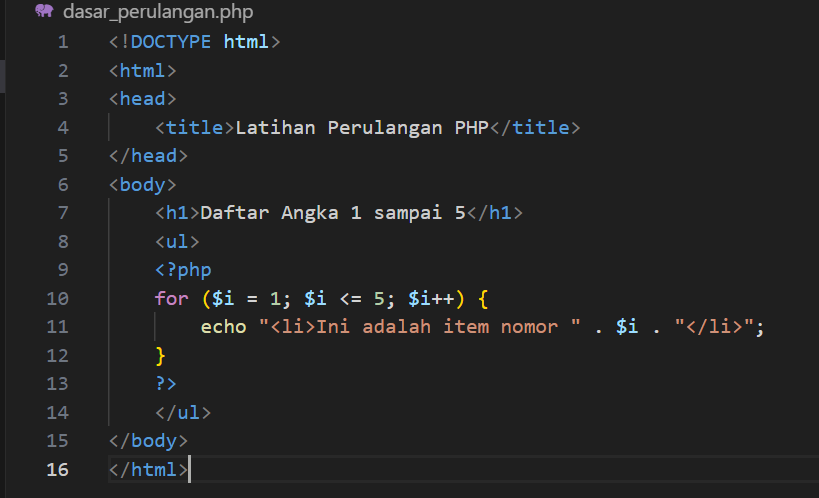 dasar_perulangan.php
1 <!DOCTYPE html>
2 <html>
3 <head>
4     <title>Latihan Perulangan PHP</title>
5 </head>
6 <body>
7     <h1>Daftar Angka 1 sampai 5</h1>
8     <ul>
9     <?php
10     for ($i = 1; $i <= 5; $i++) {
11         echo "<li>Ini adalah item nomor " . $i . "</li>";
12     }
13     ?>
14     </ul>
15 </body>
16 </html>